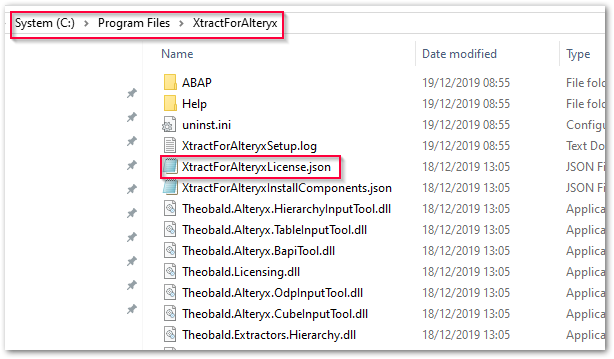 System (C:) > Program Files > XtractForAlteryx
Name Date modified Type
ABAP 19/12/2019 08:55 File fold
Help 19/12/2019 08:55 File fold
uninst.ini 19/12/2019 08:55 Configu
XtractForAlteryxSetup.log 19/12/2019 08:55 Text Do
XtractForAlteryxLicense.json 18/12/2019 13:05 JSON Fi
XtractForAlteryxInstallComponents.json 18/12/2019 13:05 JSON Fi
Theobald.Alteryx.HierarchyInputTool.dll 18/12/2019 13:05 Applica
Theobald.Alteryx.TableInputTool.dll 18/12/2019 13:05 Applica
Theobald.Alteryx.BapiTool.dll 18/12/2019 13:05 Applica
Theobald.Licensing.dll 18/12/2019 13:05 Applica
Theobald.Alteryx.OdpInputTool.dll 18/12/2019 13:05 Applica
Theobald.Alteryx.CubeInputTool.dll 18/12/2019 13:05 Applica
Theobald.Extractors.Hierarchy.dll 18/12/2019 13:05 Applica